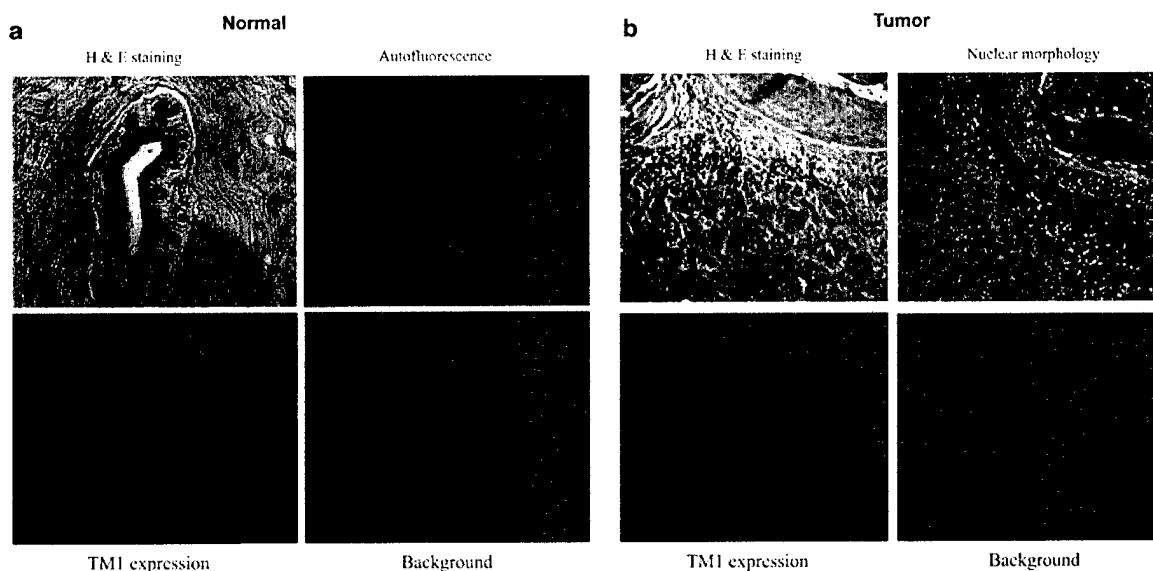 a
Normal
H & E staining
Autofluorescence
TM1 expression
Background
b
Tumor
H & E staining
Nuclear morphology
TM1 expression
Background